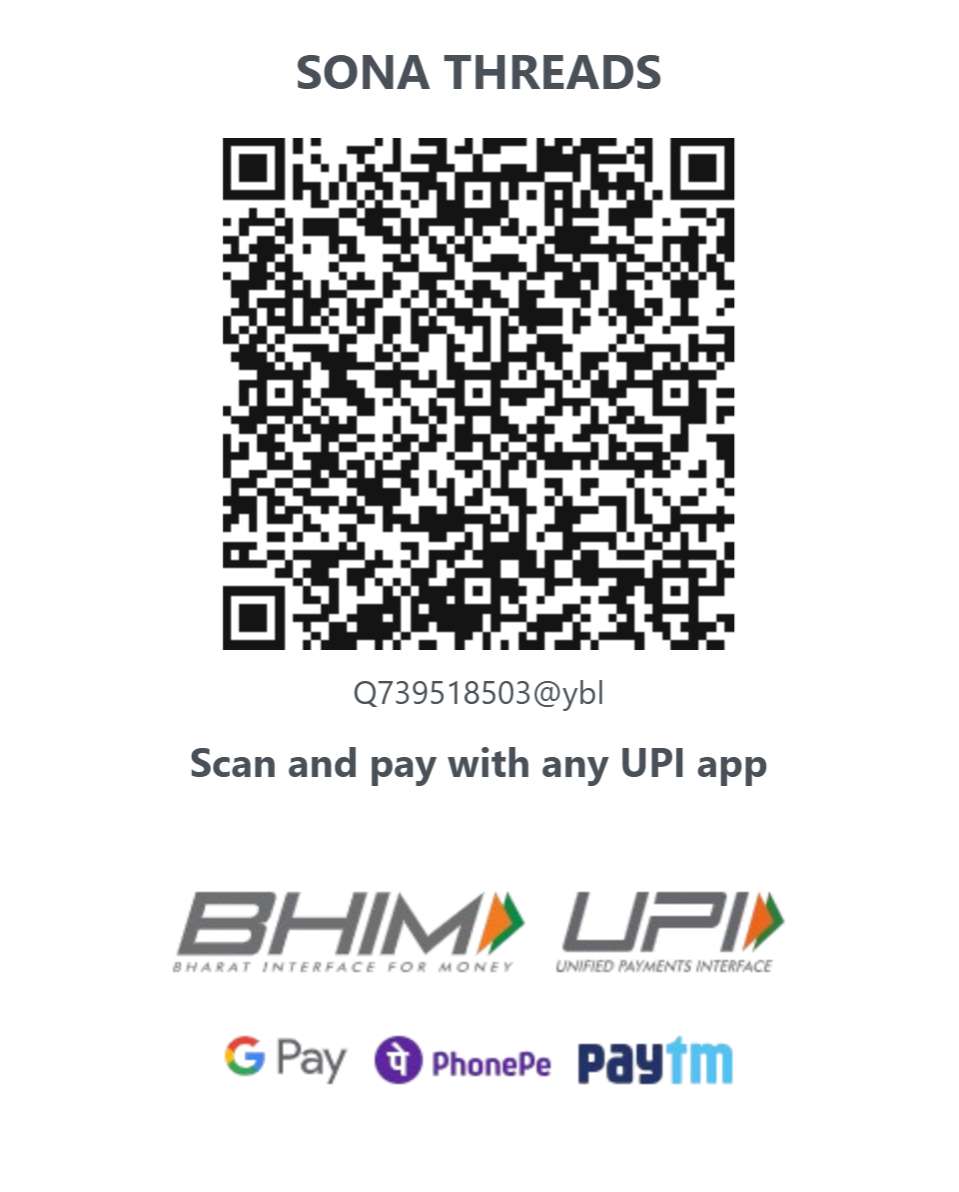 SONA THREADS
Q739518503@ybl
Scan and pay with any UPI app
BHIM UPI
BHARAT INTERFACE FOR MONEY UNIFIED PAYMENTS INTERFACE
G Pay पे PhonePe paytm